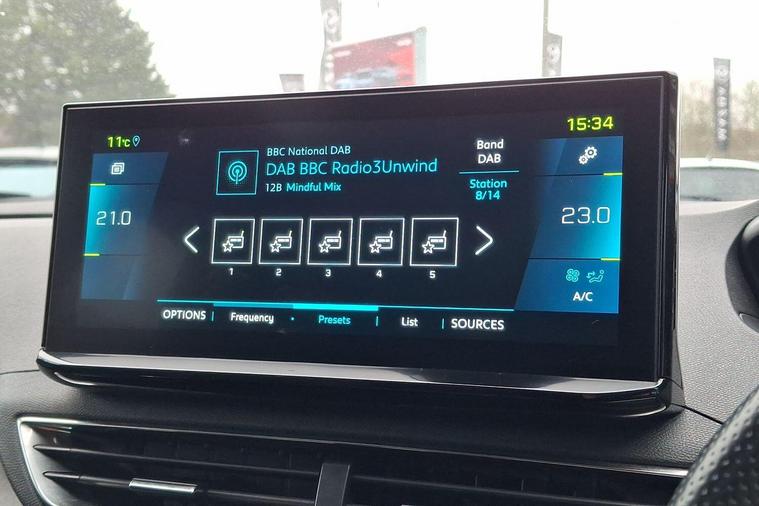 11°C
15:34
BBC National DAB
DAB BBC Radio3Unwind
12B Mindful Mix
Band
DAB
Station
8/14
21.0
23.0
1 2 3 4 5
A/C
OPTIONS Frequency Presets List SOURCES